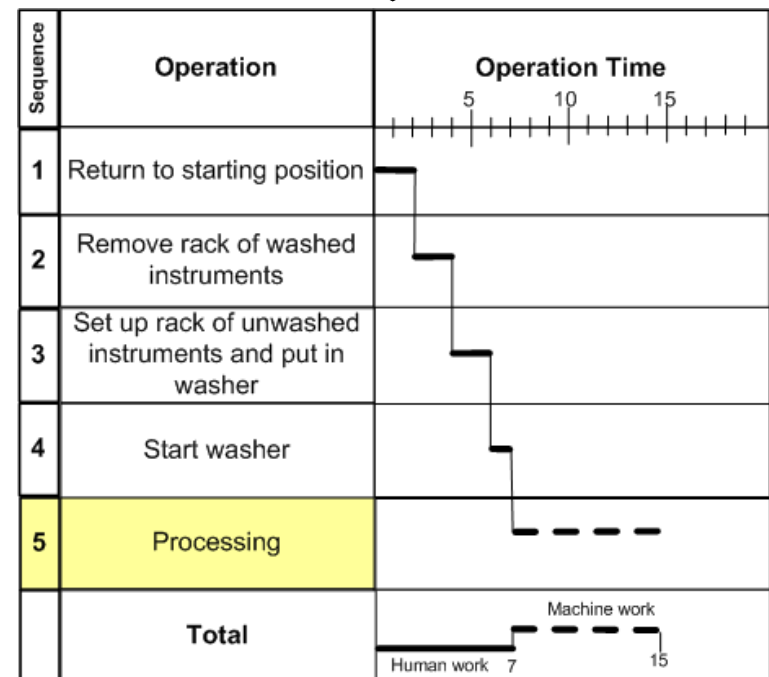 Sequence
Operation
Operation Time
5 10 15
1
Return to starting position
2
Remove rack of washed
instruments
3
Set up rack of unwashed
instruments and put in
washer
4
Start washer
5
Processing
Total
Machine work
Human work 7
15